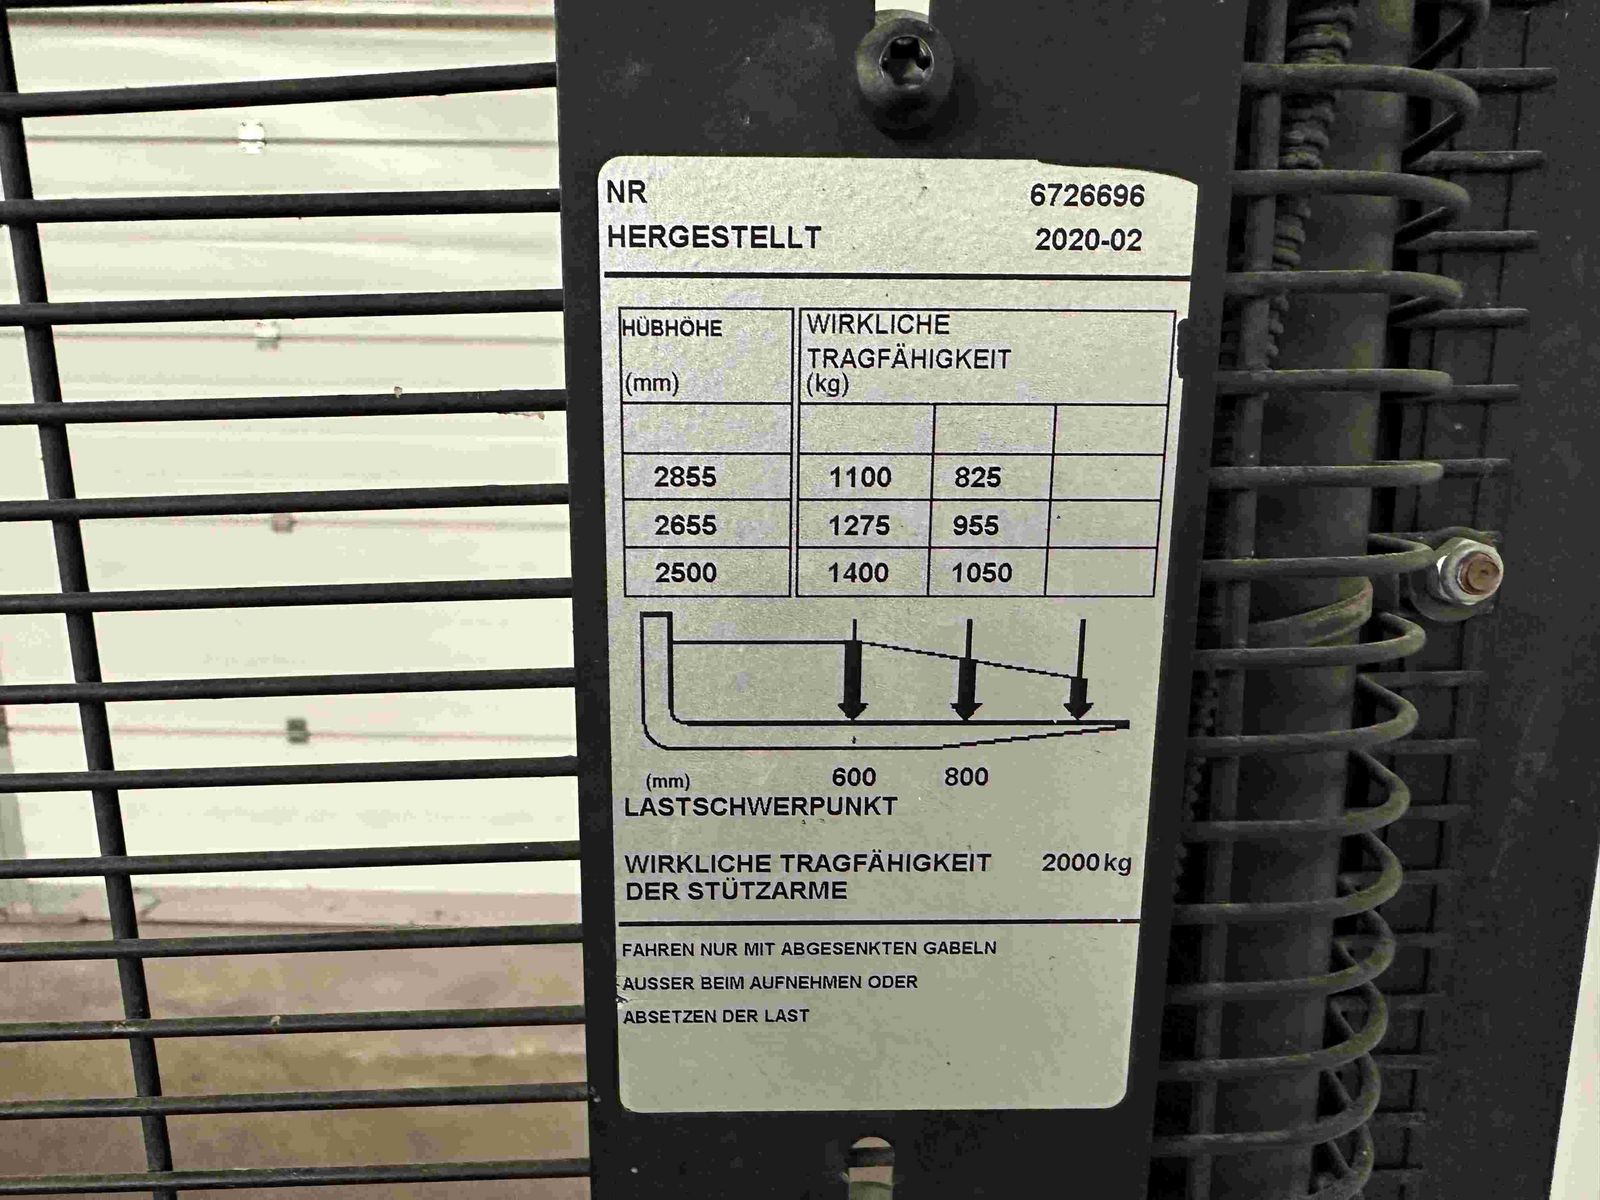 NR 6726696
HERGESTELLT 2020-02
HÜBHÖHE WIRKLICHE
TRAGFÄHIGKEIT
(mm) (kg)
2855 1100 825
2655 1275 955
2500 1400 1050
(mm) 600 800
LASTSCHWERPUNKT
WIRKLICHE TRAGFÄHIGKEIT 2000kg
DER STÜTZARME
FAHREN NUR MIT ABGESENKTEN GABELN
AUSSER BEIM AUFNEHMEN ODER
ABSETZEN DER LAST